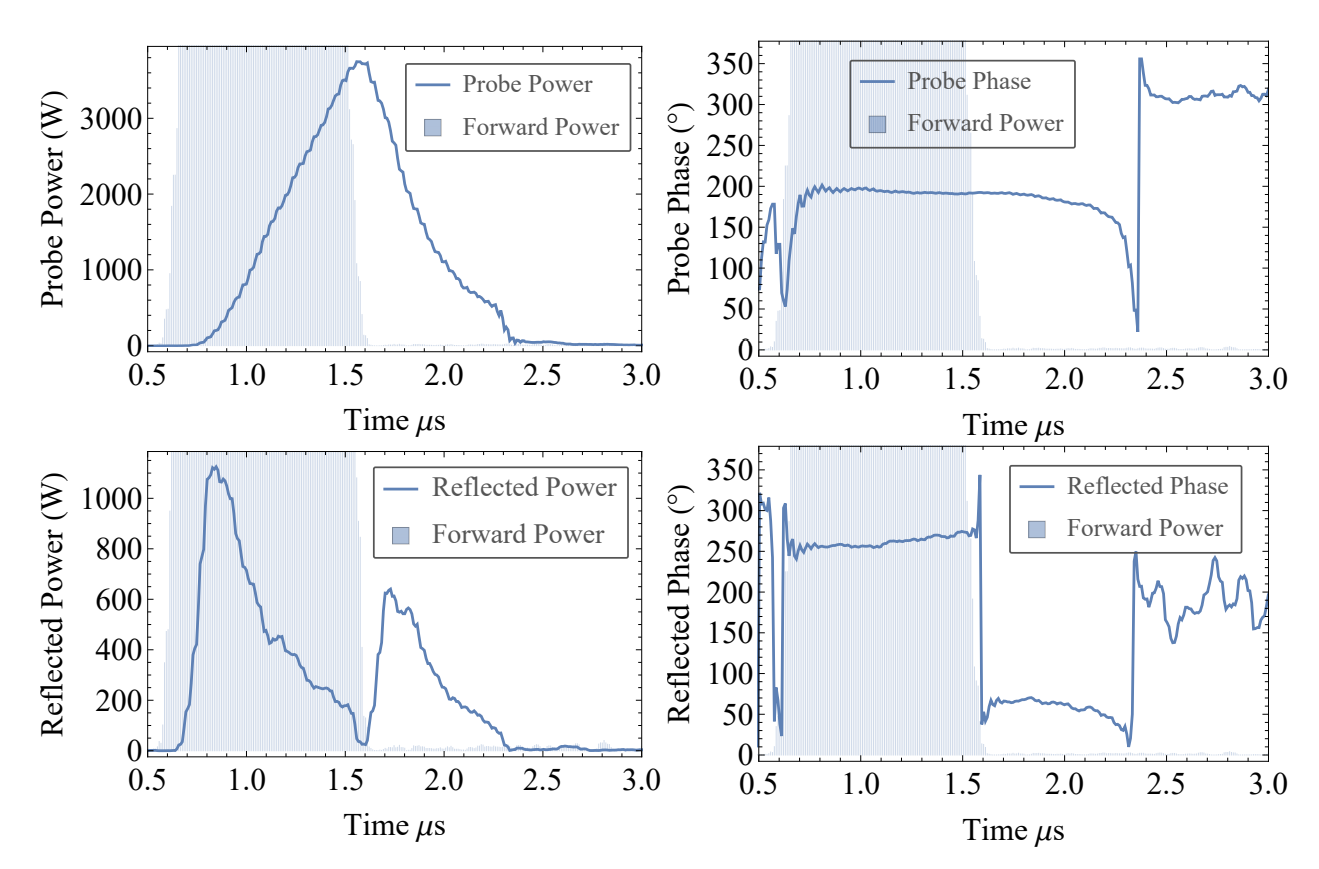 Probe Power (W)
3000
2000
1000
0
0.5 1.0 1.5 2.0 2.5 3.0
Time μs
Probe Power
Forward Power
Probe Phase (°)
350
300
250
200
150
100
50
0
0.5 1.0 1.5 2.0 2.5 3.0
Time μs
Probe Phase
Forward Power
Reflected Power (W)
1000
800
600
400
200
0
0.5 1.0 1.5 2.0 2.5 3.0
Time μs
Reflected Power
Forward Power
Reflected Phase (°)
350
300
250
200
150
100
50
0
0.5 1.0 1.5 2.0 2.5 3.0
Time μs
Reflected Phase
Forward Power